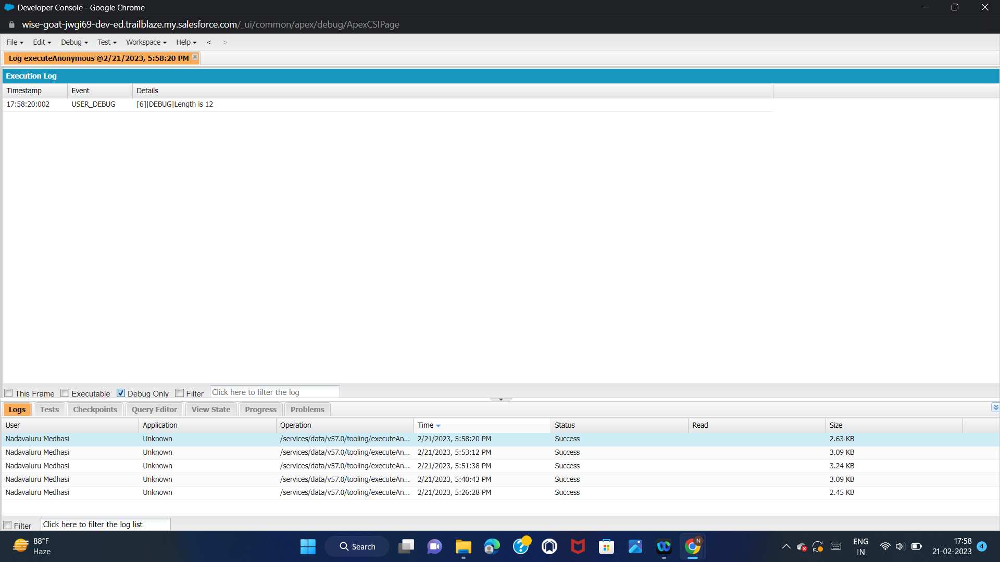 Developer Console - Google Chrome
wise-goat-jwgi69-dev-ed.trailblaze.my.salesforce.com/_ui/common/apex/debug/ApexCSIPage
File Edit Debug Test Workspace Help < >
Log executeAnonymous @2/21/2023, 5:58:20 PM
Execution Log
Timestamp Event Details
17:58:20:002 USER_DEBUG [6]|DEBUG|Length is 12
This Frame Executable Debug Only Filter Click here to filter the log
Logs Tests Checkpoints Query Editor View State Progress Problems
User Application Operation Time Status Read Size
Nadavaluru Medhasi Unknown /services/data/v57.0/tooling/executeAn... 2/21/2023, 5:58:20 PM Success 2.63 KB
Nadavaluru Medhasi Unknown /services/data/v57.0/tooling/executeAn... 2/21/2023, 5:53:12 PM Success 3.09 KB
Nadavaluru Medhasi Unknown /services/data/v57.0/tooling/executeAn... 2/21/2023, 5:51:38 PM Success 3.24 KB
Nadavaluru Medhasi Unknown /services/data/v57.0/tooling/executeAn... 2/21/2023, 5:40:43 PM Success 3.09 KB
Nadavaluru Medhasi Unknown /services/data/v57.0/tooling/executeAn... 2/21/2023, 5:26:28 PM Success 2.45 KB
Filter Click here to filter the log list
88°F
Haze
Search
N
ENG
IN
17:58
21-02-2023
4